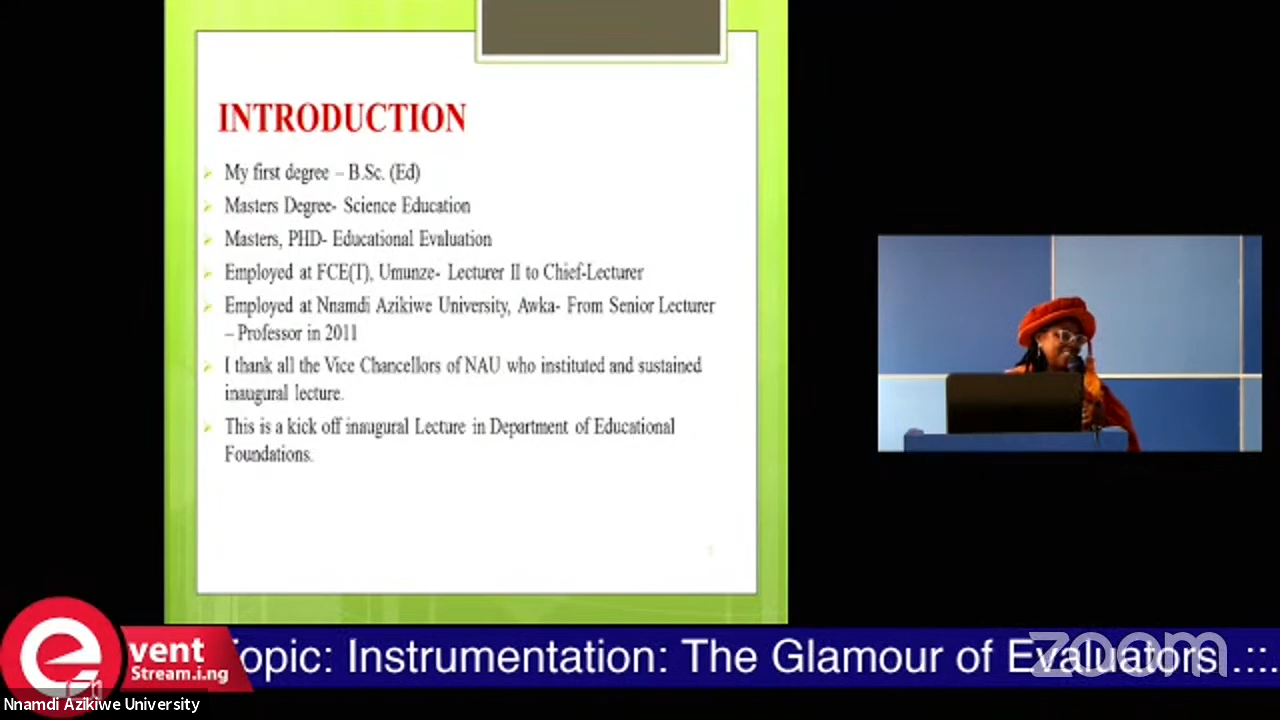 INTRODUCTION
My first degree – B.Sc. (Ed)
Masters Degree- Science Education
Masters, PHD- Educational Evaluation
Employed at FCE(T), Umunze- Lecturer II to Chief-Lecturer
Employed at Nnamdi Azikiwe University, Awka- From Senior Lecturer
– Professor in 2011
I thank all the Vice Chancellors of NAU who instituted and sustained
inaugural lecture.
This is a kick off inaugural Lecture in Department of Educational
Foundations.
event
Stream.i.ng
Topic: Instrumentation: The Glamour of Evaluators .::.
zoom
Nnamdi Azikiwe University